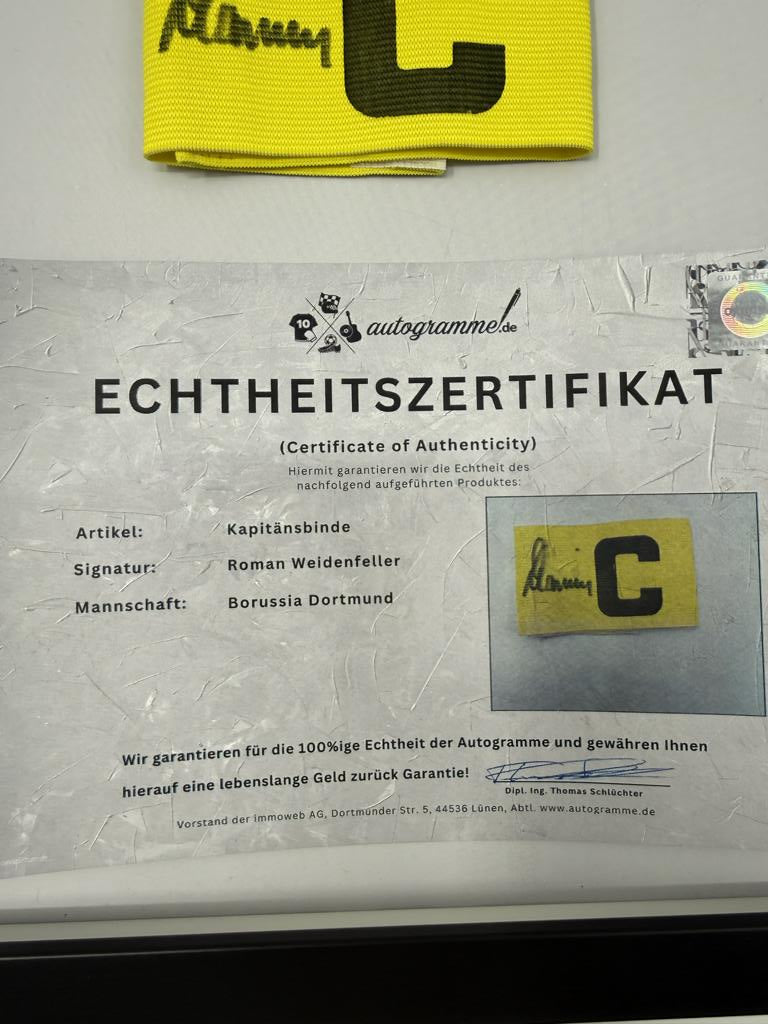 C
10
autogramme.de
GUARANTEE
ECHTHEITSZERTIFIKAT
(Certificate of Authenticity)
Hiermit garantieren wir die Echtheit des
nachfolgend aufgeführten Produktes:
Artikel: Kapitänsbinde
Signatur: Roman Weidenfeller
Mannschaft: Borussia Dortmund
C
Wir garantieren für die 100%ige Echtheit der Autogramme und gewähren Ihnen
hierauf eine lebenslange Geld zurück Garantie!
Dipl. Ing. Thomas Schlüchter
Vorstand der immoweb AG, Dortmunder Str. 5, 44536 Lünen, Abtl. www.autogramme.de